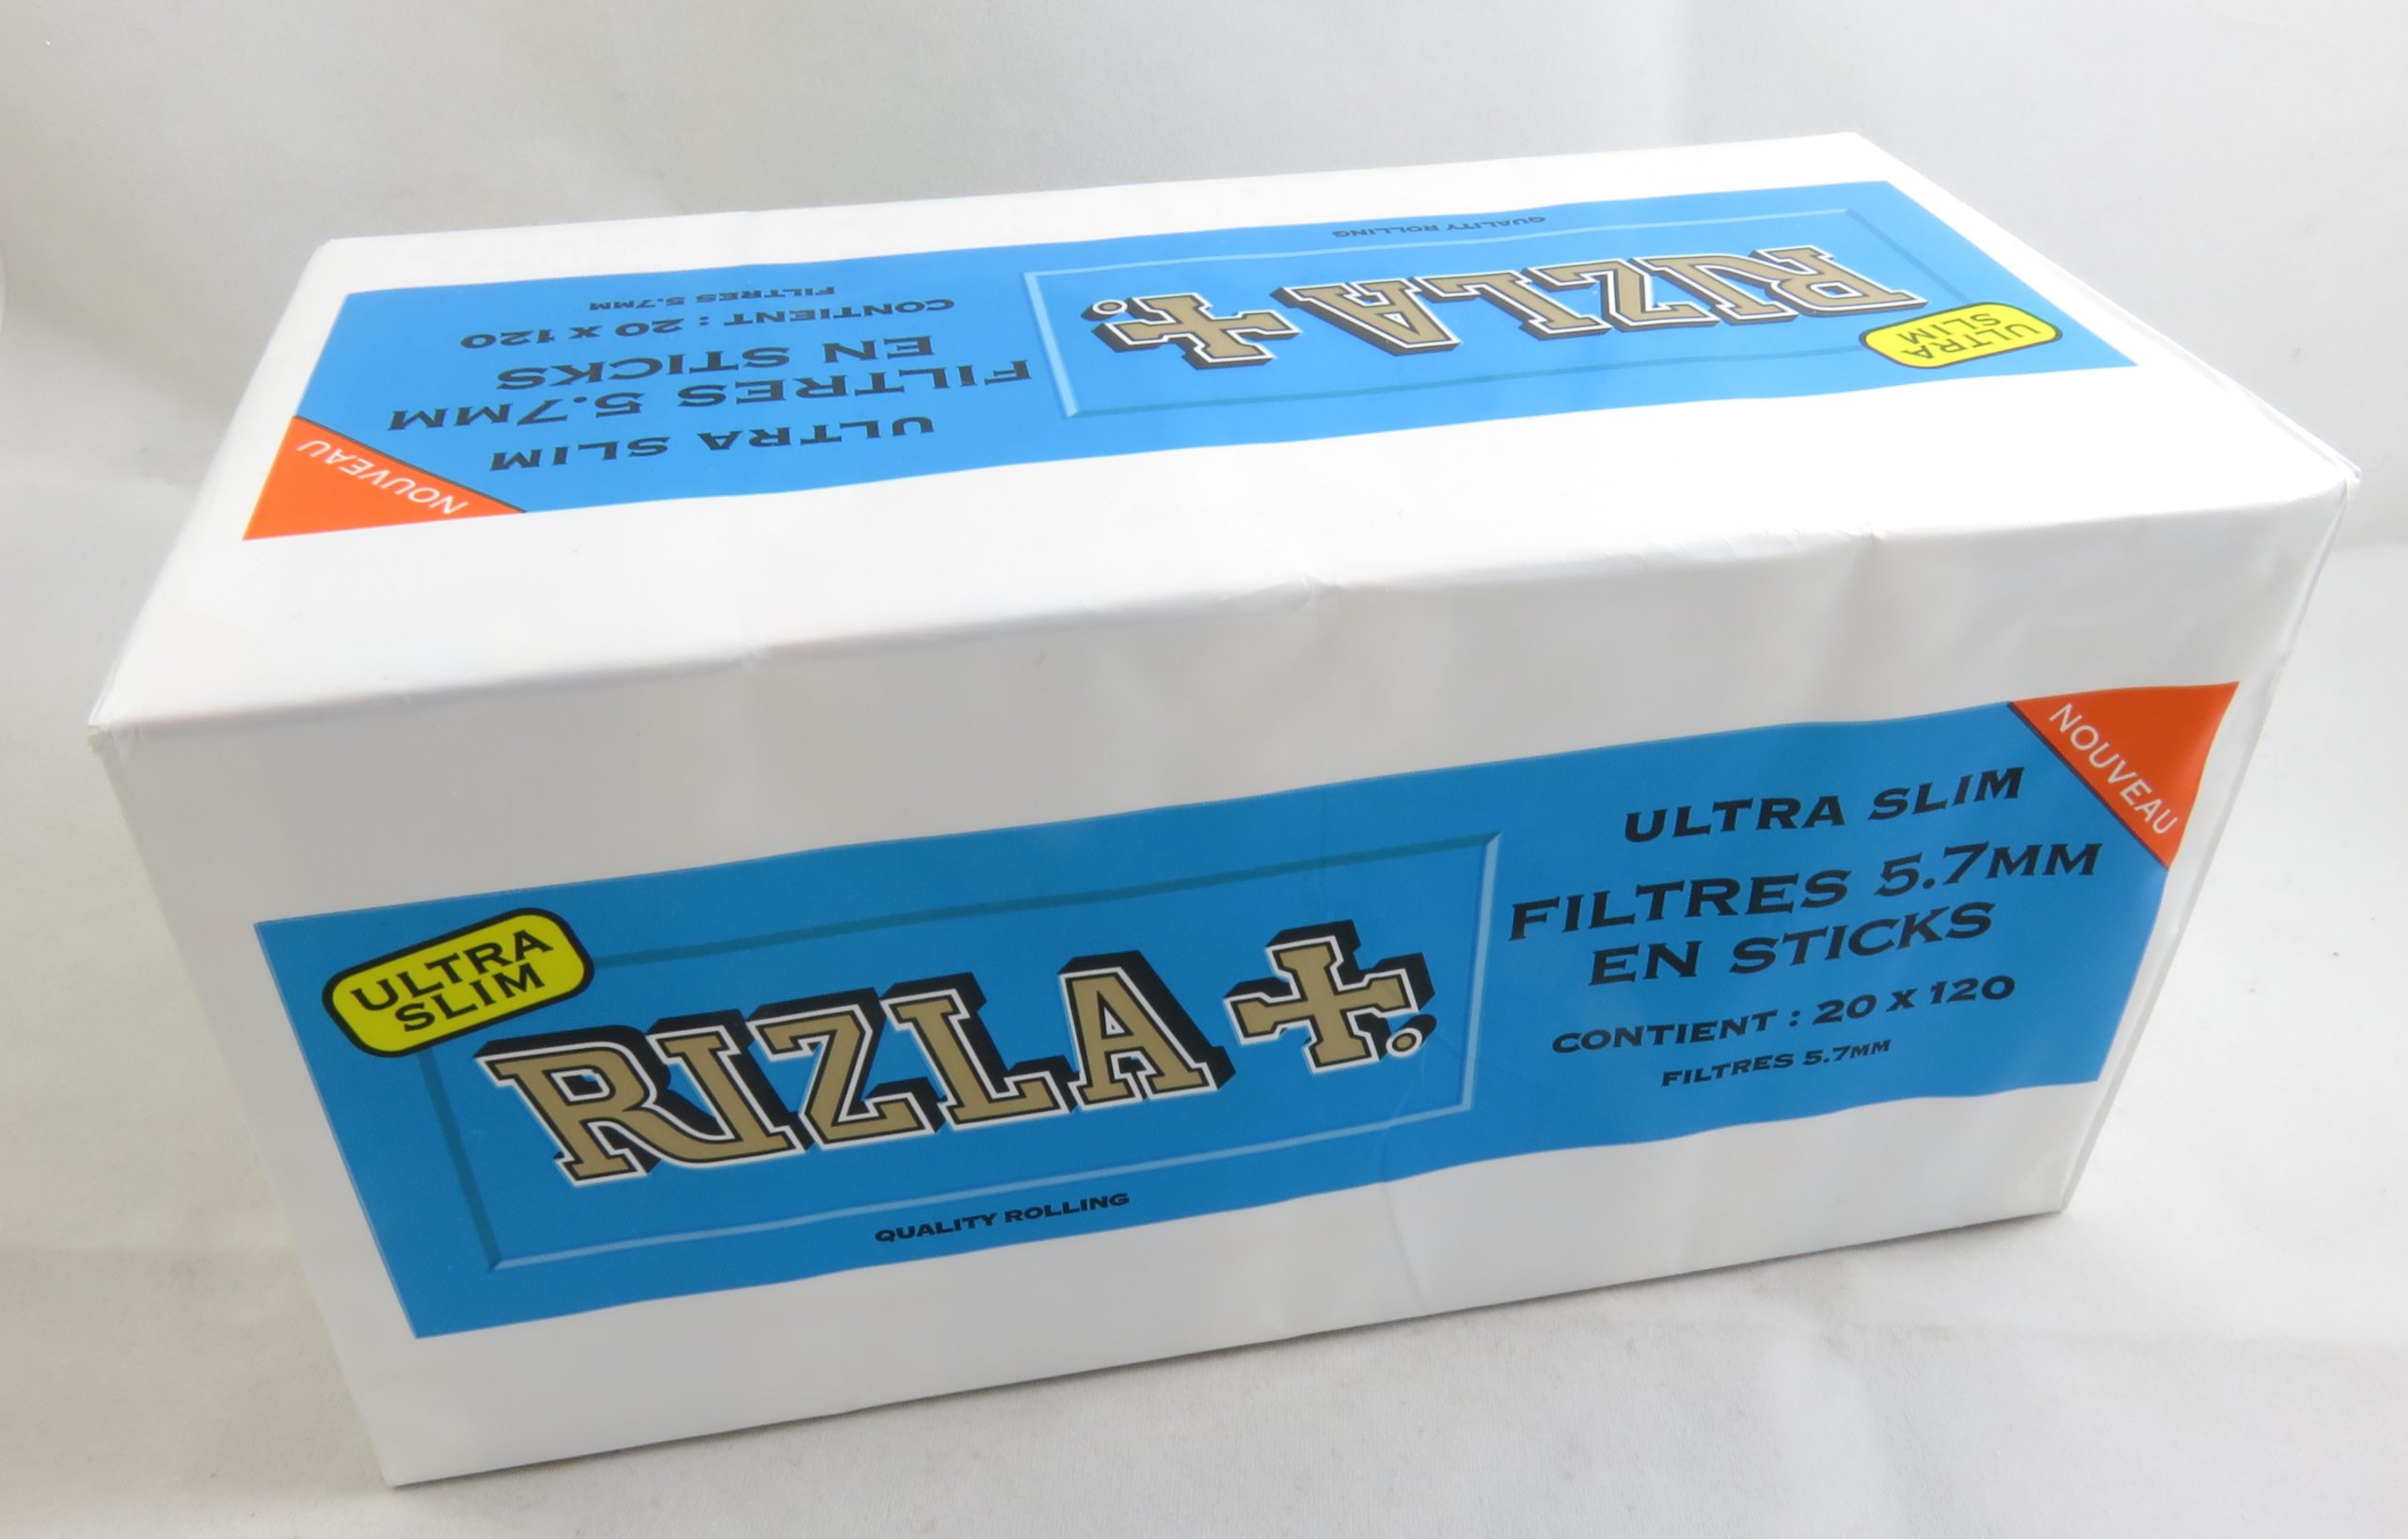 QUALITY ROLLING
RIZLA+.
ULTRA
SLIM
ULTRA SLIM
FILTRES 5.7MM
EN STICKS
CONTIENT : 20 X 120
FILTRES 5.7MM
NOUVEAU
ULTRA
SLIM
RIZLA+.
QUALITY ROLLING
ULTRA SLIM
FILTRES 5.7MM
EN STICKS
CONTIENT : 20 X 120
FILTRES 5.7MM
NOUVEAU